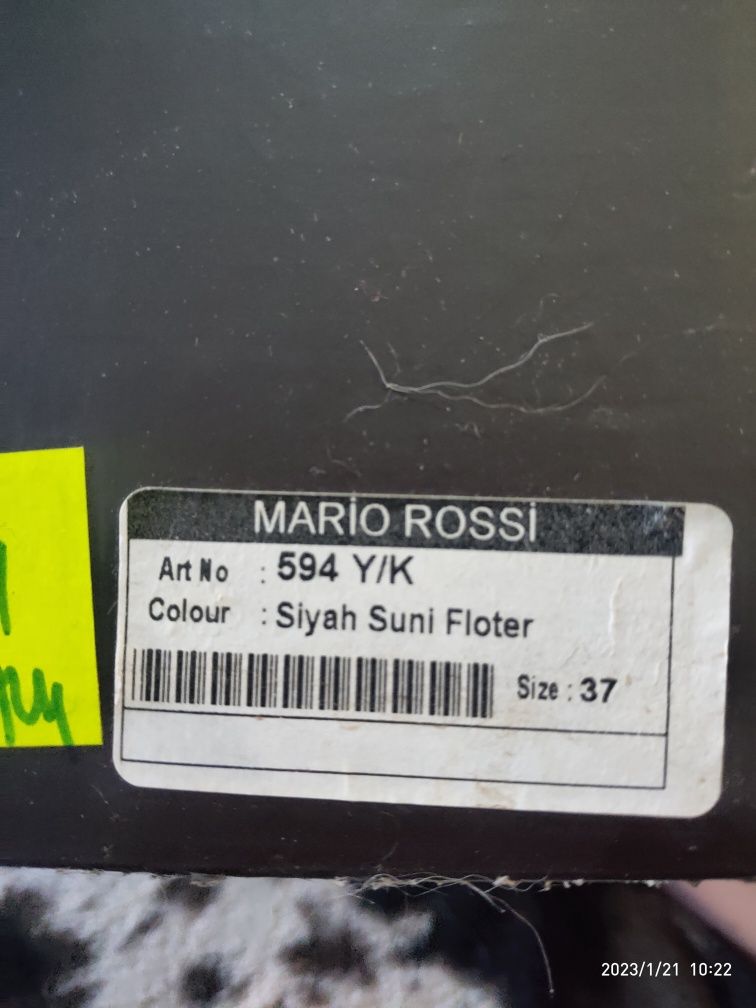 MARİO ROSSİ
Art No : 594 Y/K
Colour : Siyah Suni Floter
Size : 37
2023/1/21 10:22